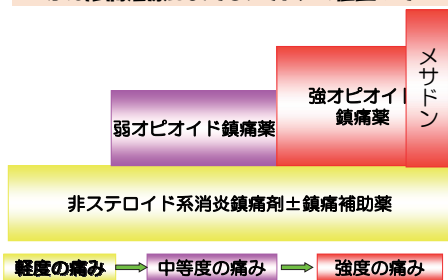 メサドン
強オピオイド
鎮痛薬
弱オピオイド鎮痛薬
非ステロイド系消炎鎮痛剤±鎮痛補助薬
軽度の痛み
中等度の痛み
強度の痛み